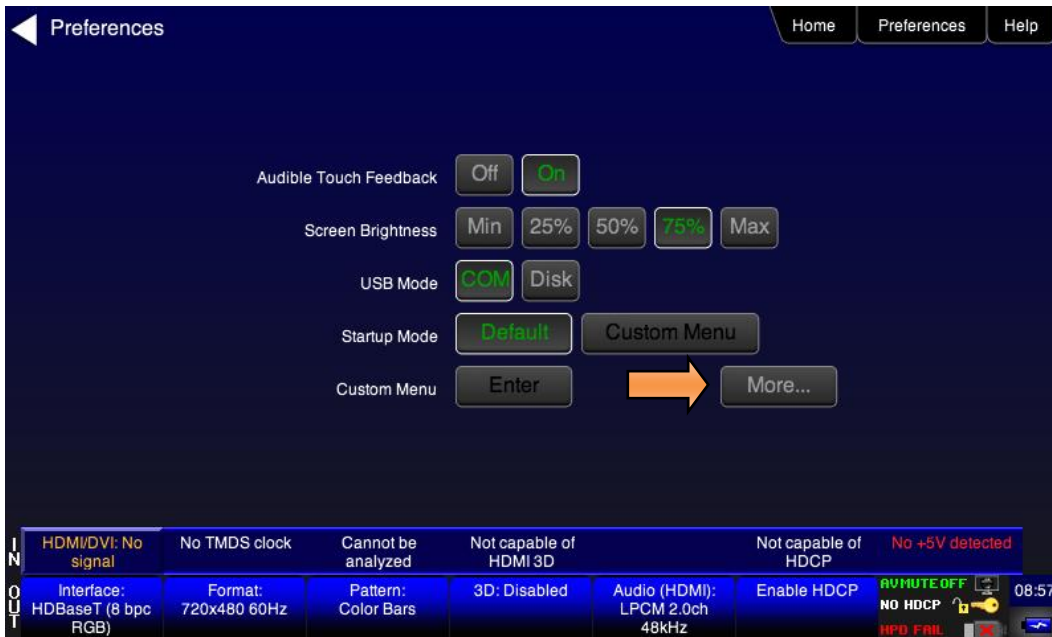 Preferences
Home Preferences Help
Audible Touch Feedback Off On
Screen Brightness Min 25% 50% 75% Max
USB Mode COM Disk
Startup Mode Default Custom Menu
Custom Menu Enter More...
IN
HDMI/DVI: No
signal
No TMDS clock
Cannot be
analyzed
Not capable of
HDMI 3D
Not capable of
HDCP
No +5V detected
OUT
Interface:
HDBaseT (8 bpc
RGB)
Format:
720x480 60Hz
Pattern:
Color Bars
3D: Disabled
Audio (HDMI):
LPCM 2.0ch
48kHz
Enable HDCP
AVMUTE OFF
NO HDCP
HPD FAIL
08:57